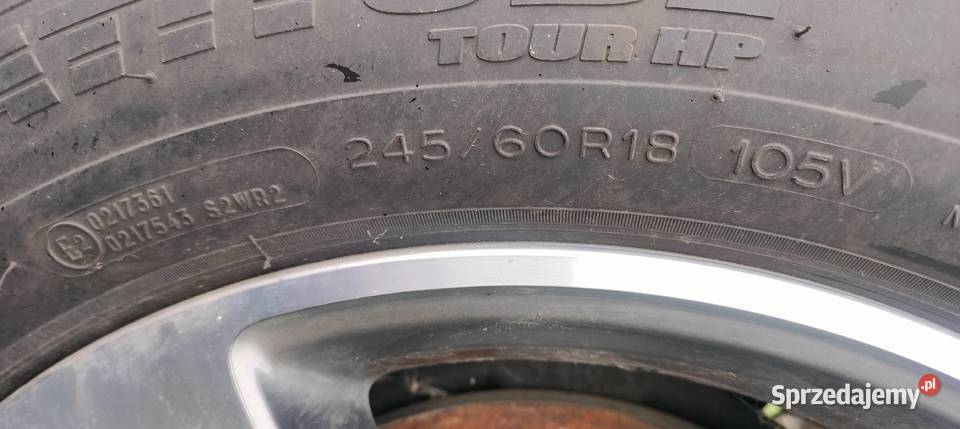 TOUR HP
245/60R18 105V
E2
0217361
0217543 S2WR2
Sprzedajemy.pl